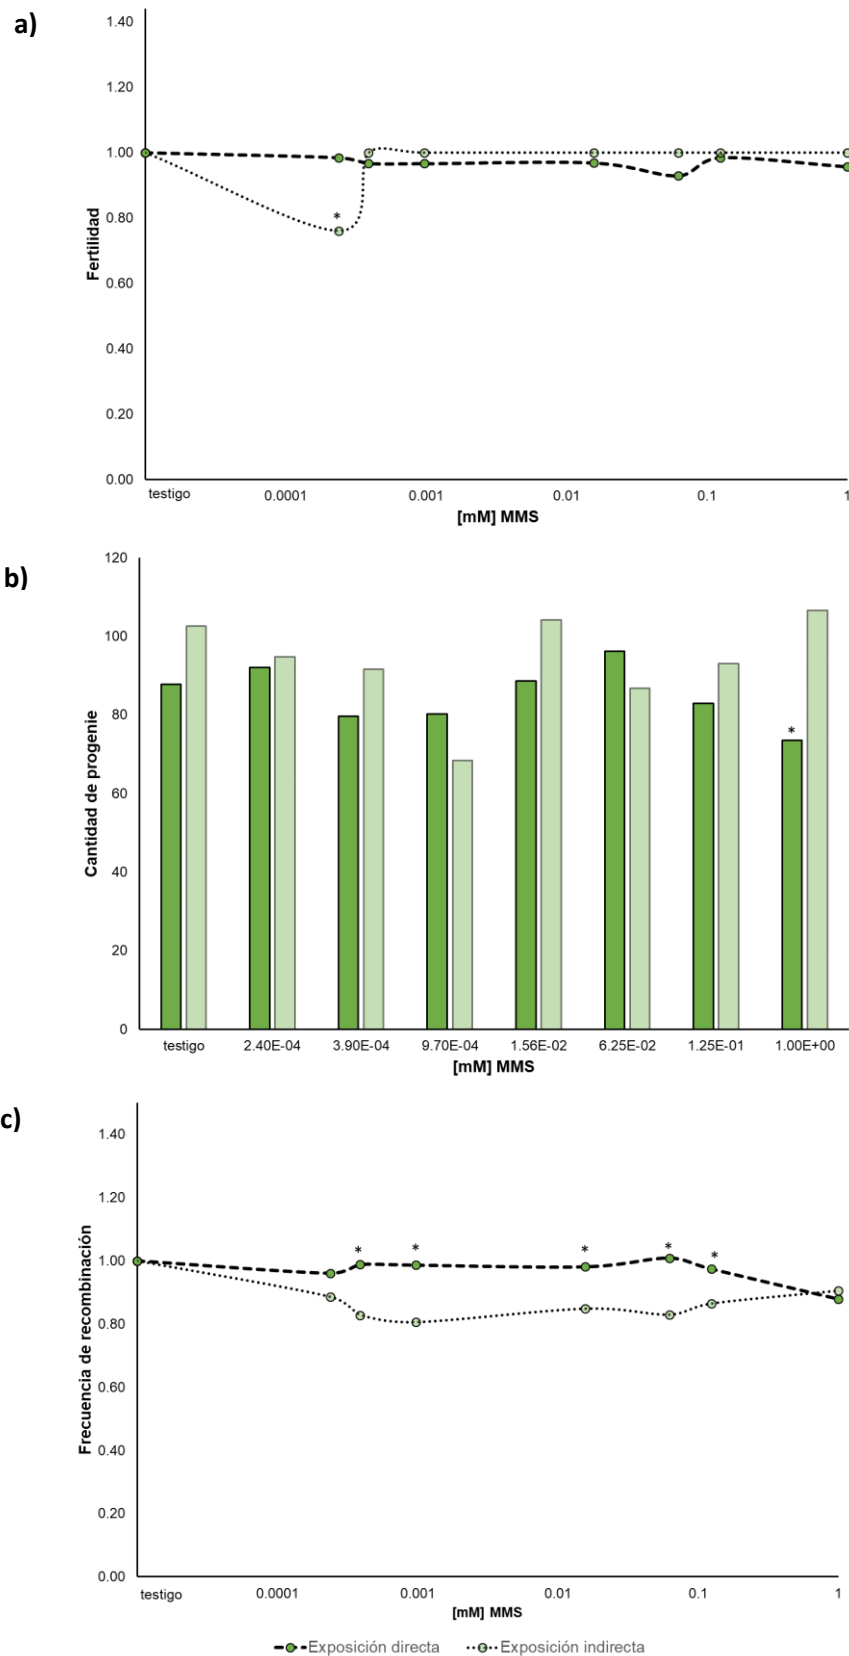 a)
1.40
1.20
1.00
0.80
0.60
0.40
0.20
0.00
Fertilidad
*
testigo 0.0001 0.001 0.01 0.1 1
[mM] MMS
b)
120
100
80
60
40
20
0
Cantidad de progenie
*
testigo 2.40E-04 3.90E-04 9.70E-04 1.56E-02 6.25E-02 1.25E-01 1.00E+00
[mM] MMS
c)
1.40
1.20
1.00
0.80
0.60
0.40
0.20
0.00
Frecuencia de recombinación
* * * * *
testigo 0.0001 0.001 0.01 0.1 1
[mM] MMS
Exposición directa Exposición indirecta